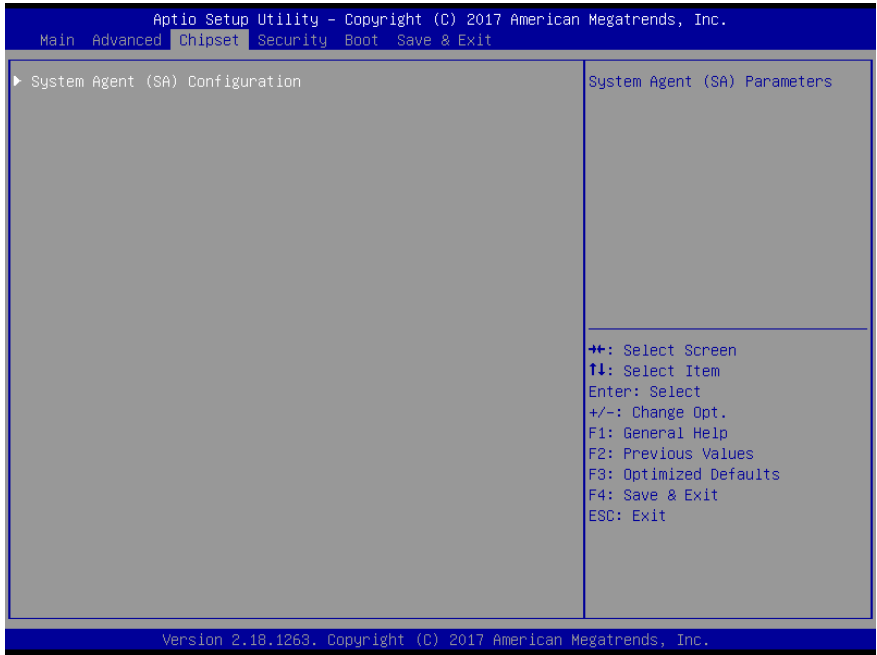 Aptio Setup Utility – Copyright (C) 2017 American Megatrends, Inc.
Main Advanced Chipset Security Boot Save & Exit
▶ System Agent (SA) Configuration
System Agent (SA) Parameters
→←: Select Screen
↑↓: Select Item
Enter: Select
+/-: Change Opt.
F1: General Help
F2: Previous Values
F3: Optimized Defaults
F4: Save & Exit
ESC: Exit
Version 2.18.1263. Copyright (C) 2017 American Megatrends, Inc.